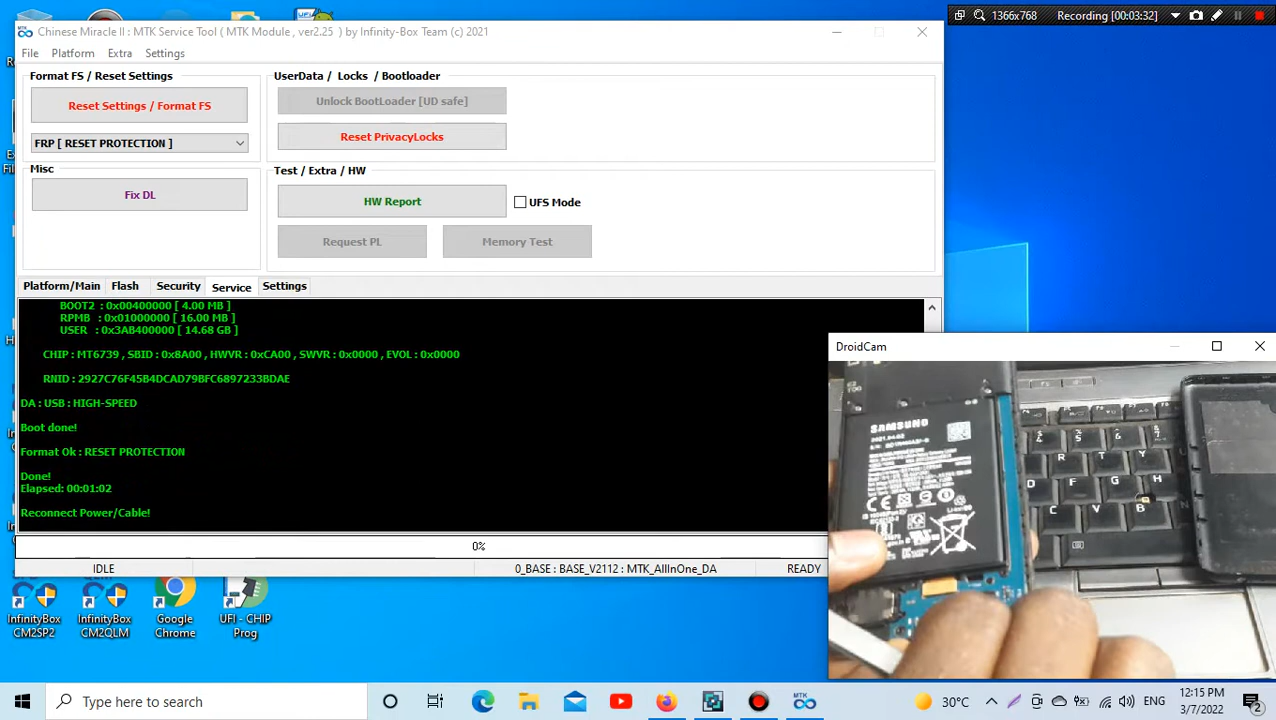 1366x768
Recording [00:03:32]
Chinese Miracle II : MTK Service Tool ( MTK Module , ver2.25 ) by Infinity-Box Team (c) 2021
File Platform Extra Settings
Format FS / Reset Settings
Reset Settings / Format FS
FRP [ RESET PROTECTION ]
Misc
Fix DL
UserData / Locks / Bootloader
Unlock BootLoader [UD safe]
Reset PrivacyLocks
Test / Extra / HW
HW Report
UFS Mode
Request PL
Memory Test
Platform/Main Flash Security Service Settings
BOOT2 : 0x00400000 [ 4.00 MB ]
RPMB : 0x01000000 [ 16.00 MB ]
USER : 0x3AB400000 [ 14.68 GB ]
CHIP : MT6739 , SBID : 0x8A00 , HWVR : 0xCA00 , SWVR : 0x0000 , EVOL : 0x0000
RNID : 2927C76F45B4DCAD79BFC6897233BDAE
DA : USB : HIGH-SPEED
Boot done!
Format Ok : RESET PROTECTION
Done!
Elapsed: 00:01:02
Reconnect Power/Cable!
0%
IDLE
0_BASE : BASE_V2112 : MTK_AllInOne_DA
READY
DroidCam
SAMSUNG
R T Y
D F G H
C V B
InfinityBox
CM2SP2
InfinityBox
CM2QLM
Google
Chrome
UFI - CHIP
Prog
Type here to search
30°C
ENG
12:15 PM
3/7/2022
2